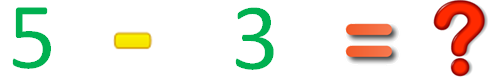 5 - 3 = ?